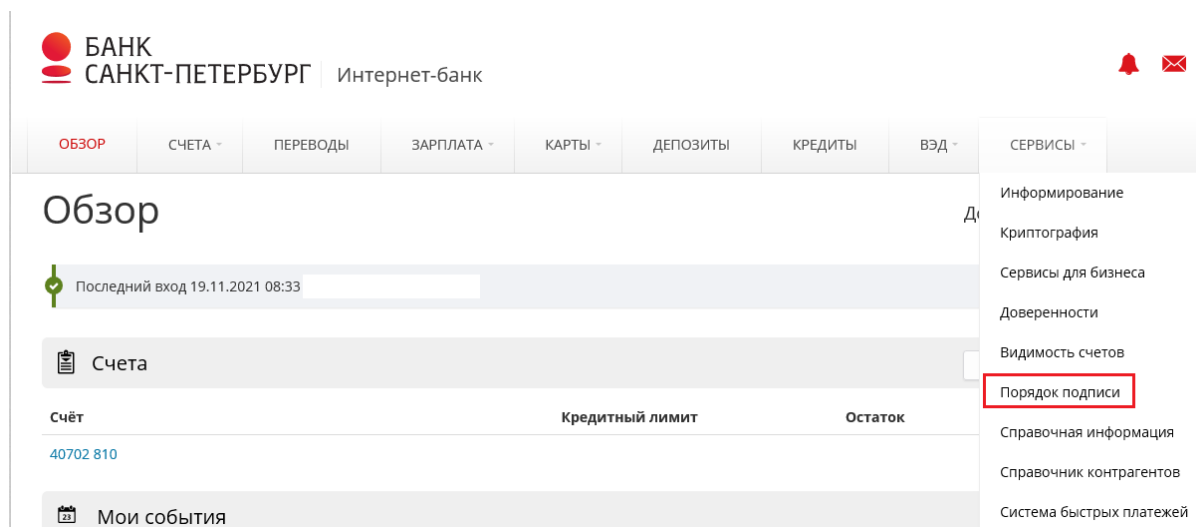 БАНК
САНКТ-ПЕТЕРБУРГ Интернет-банк
ОБЗОР СЧЕТА ПЕРЕВОДЫ ЗАРПЛАТА КАРТЫ ДЕПОЗИТЫ КРЕДИТЫ ВЭД СЕРВИСЫ
Обзор
Последний вход 19.11.2021 08:33
Счета
Счёт Кредитный лимит Остаток
40702 810
23 Мои события
Информирование
Криптография
Сервисы для бизнеса
Доверенности
Видимость счетов
Порядок подписи
Справочная информация
Справочник контрагентов
Система быстрых платежей